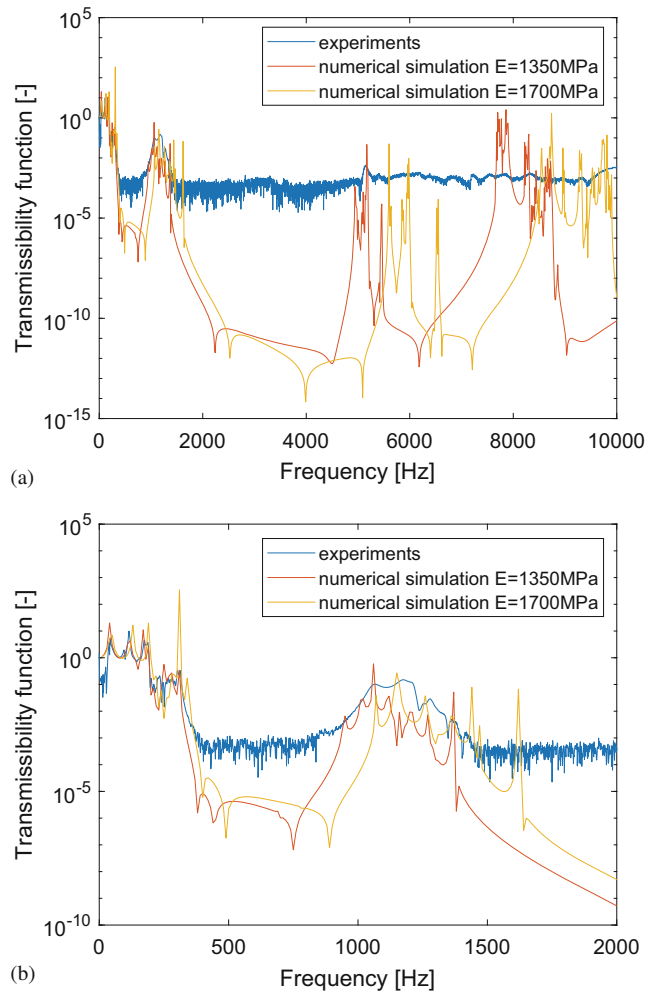 10^5
10^0
10^-5
10^-10
10^-15
Transmissibility function [-]
experiments
numerical simulation E=1350MPa
numerical simulation E=1700MPa
0 2000 4000 6000 8000 10000
Frequency [Hz]
(a)
10^5
10^0
10^-5
10^-10
Transmissibility function [-]
experiments
numerical simulation E=1350MPa
numerical simulation E=1700MPa
0 500 1000 1500 2000
Frequency [Hz]
(b)